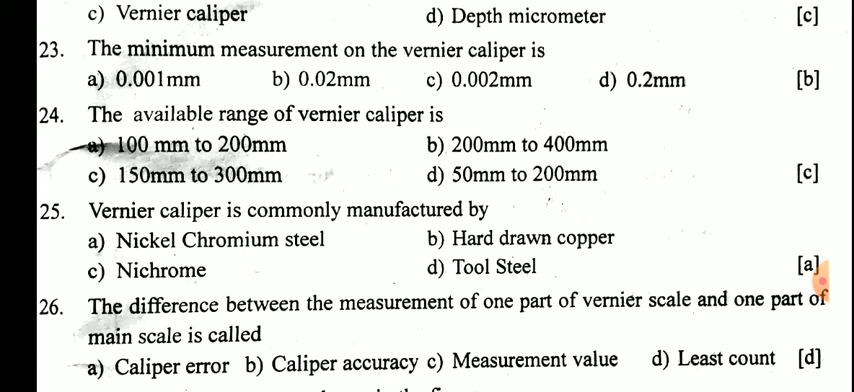 c) Vernier caliper d) Depth micrometer [c]
23. The minimum measurement on the vernier caliper is
a) 0.001mm b) 0.02mm c) 0.002mm d) 0.2mm [b]
24. The available range of vernier caliper is
a) 100 mm to 200mm b) 200mm to 400mm
c) 150mm to 300mm d) 50mm to 200mm [c]
25. Vernier caliper is commonly manufactured by
a) Nickel Chromium steel b) Hard drawn copper
c) Nichrome d) Tool Steel [a]
26. The difference between the measurement of one part of vernier scale and one part of
main scale is called
a) Caliper error b) Caliper accuracy c) Measurement value d) Least count [d]